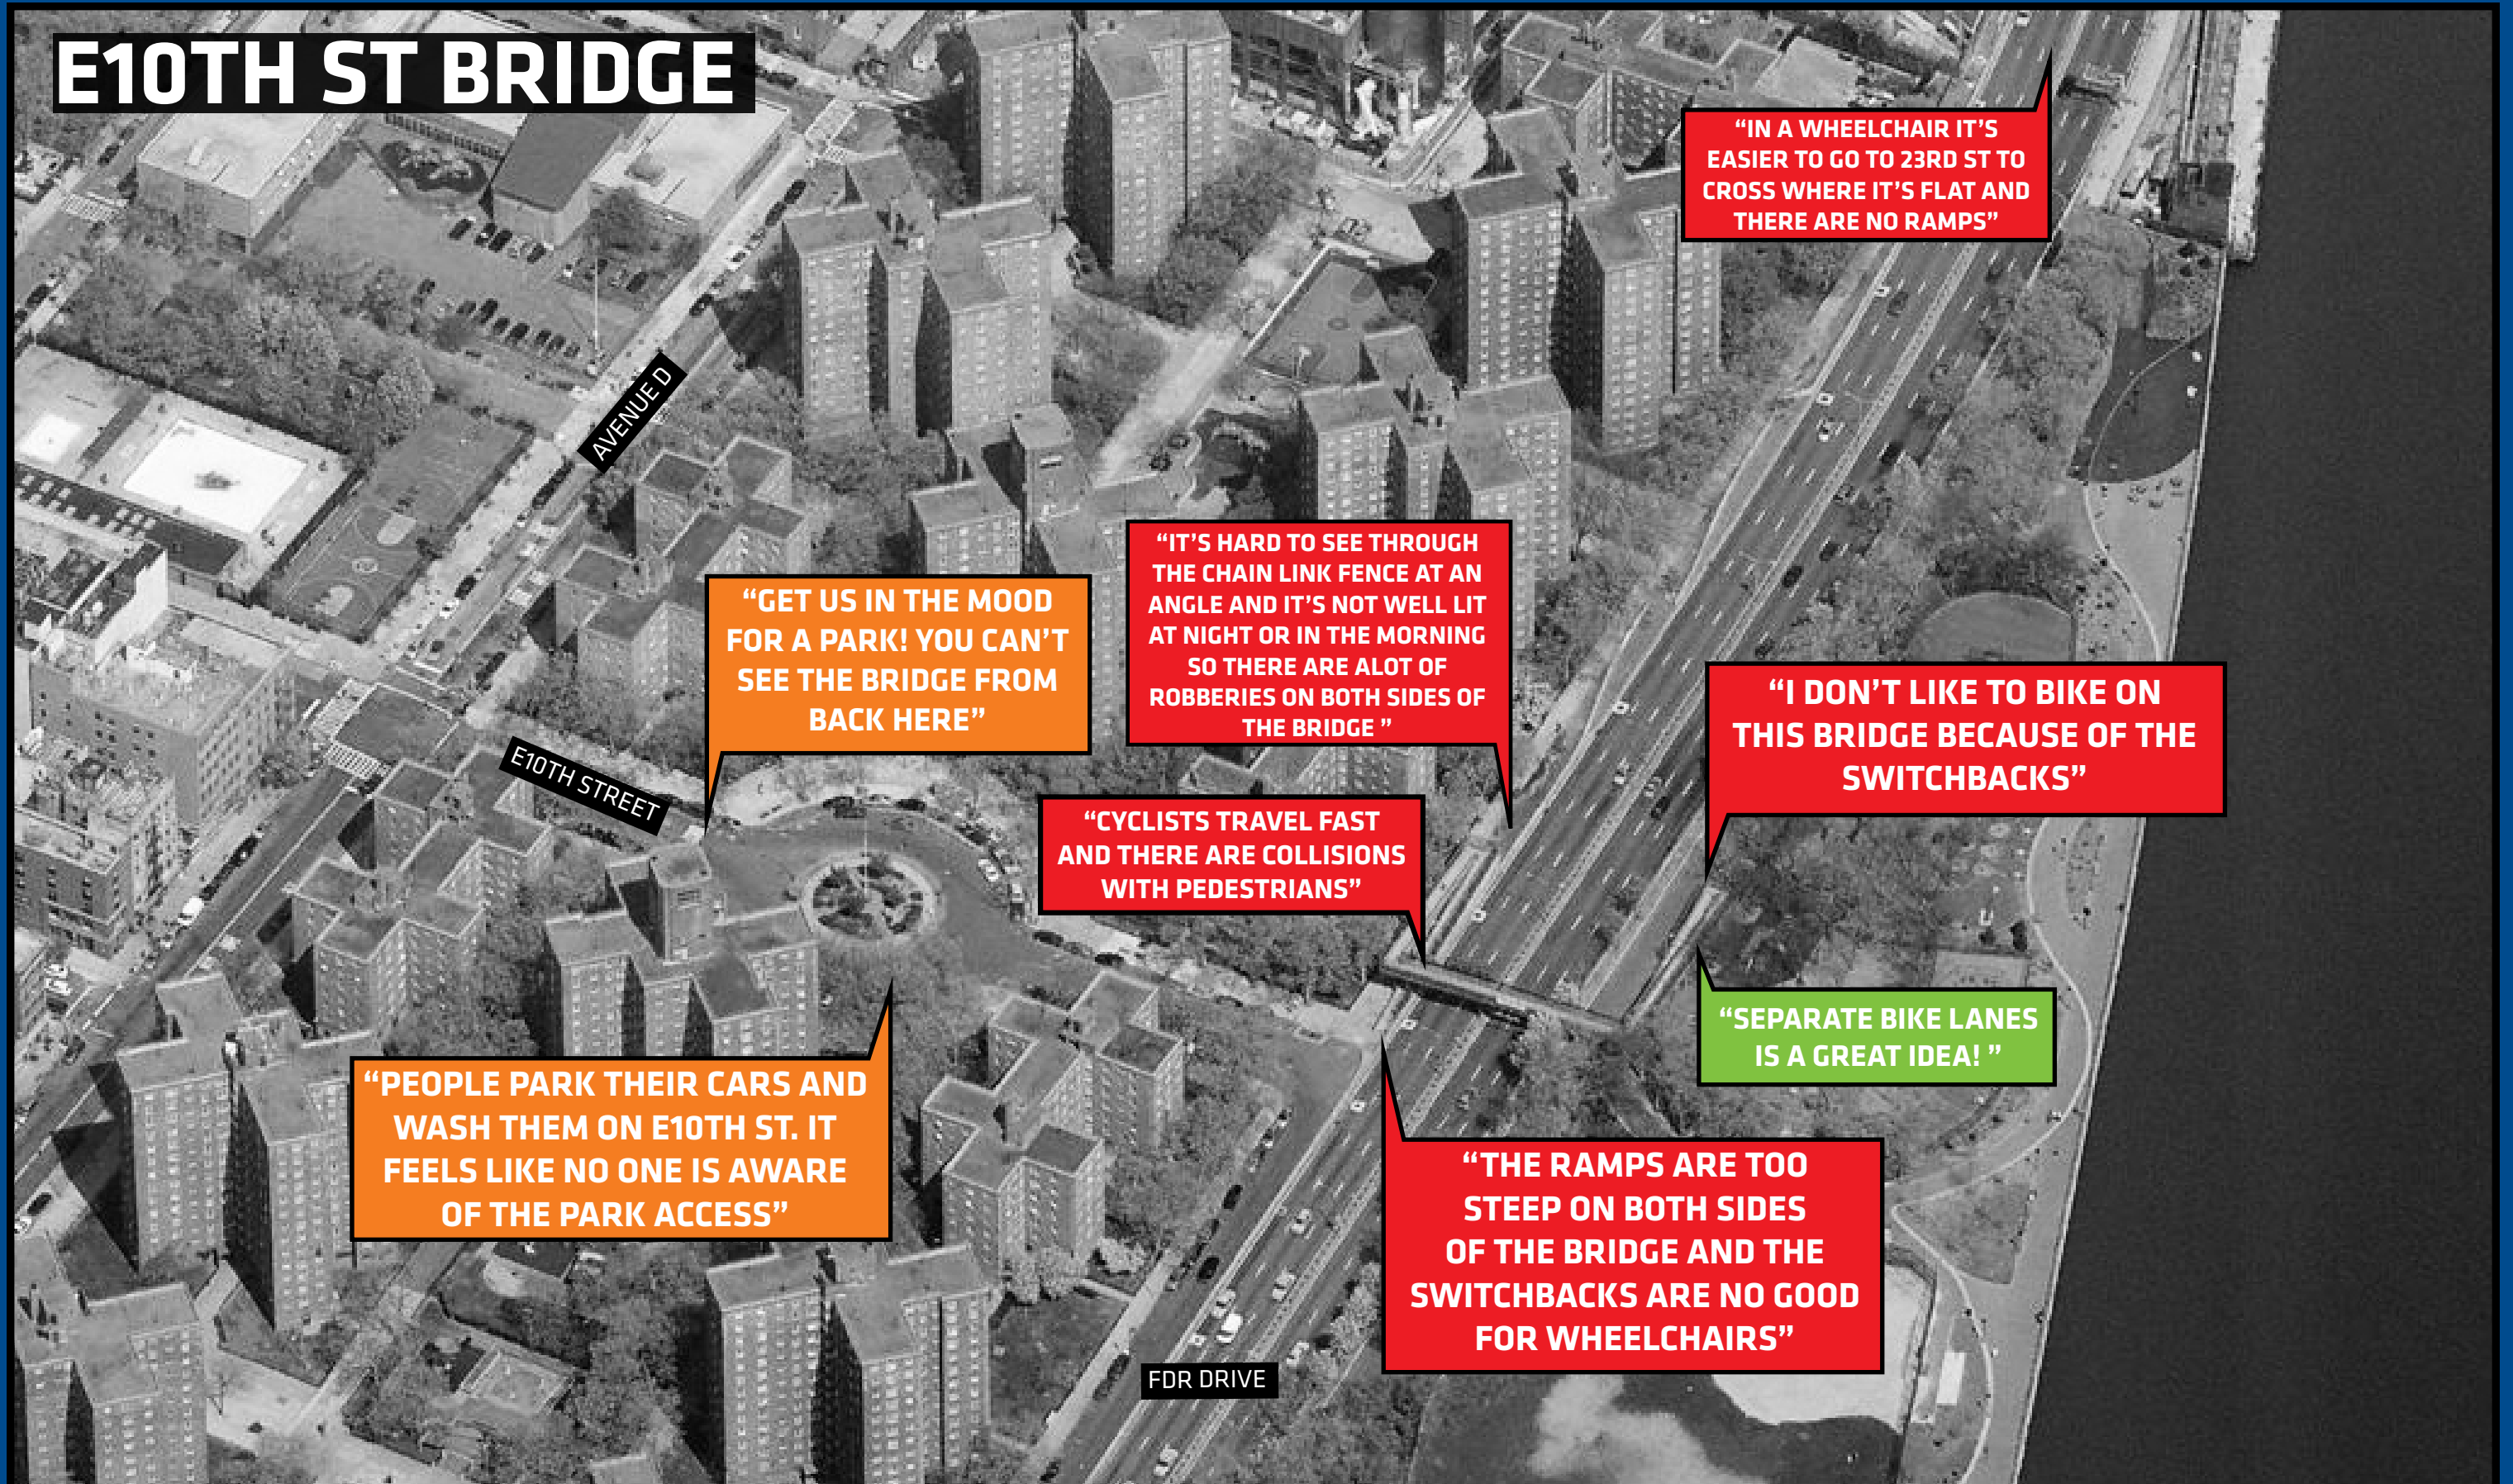 E10TH ST BRIDGE
“IN A WHEELCHAIR IT’S
EASIER TO GO TO 23RD ST TO
CROSS WHERE IT’S FLAT AND
THERE ARE NO RAMPS”
AVENUE D
“IT’S HARD TO SEE THROUGH
THE CHAIN LINK FENCE AT AN
ANGLE AND IT’S NOT WELL LIT
AT NIGHT OR IN THE MORNING
SO THERE ARE ALOT OF
ROBBERIES ON BOTH SIDES OF
THE BRIDGE ”
“GET US IN THE MOOD
FOR A PARK! YOU CAN’T
SEE THE BRIDGE FROM
BACK HERE”
“I DON’T LIKE TO BIKE ON
THIS BRIDGE BECAUSE OF THE
SWITCHBACKS”
E10TH STREET
“CYCLISTS TRAVEL FAST
AND THERE ARE COLLISIONS
WITH PEDESTRIANS”
“SEPARATE BIKE LANES
IS A GREAT IDEA! ”
“PEOPLE PARK THEIR CARS AND
WASH THEM ON E10TH ST. IT
FEELS LIKE NO ONE IS AWARE
OF THE PARK ACCESS”
“THE RAMPS ARE TOO
STEEP ON BOTH SIDES
OF THE BRIDGE AND THE
SWITCHBACKS ARE NO GOOD
FOR WHEELCHAIRS”
FDR DRIVE